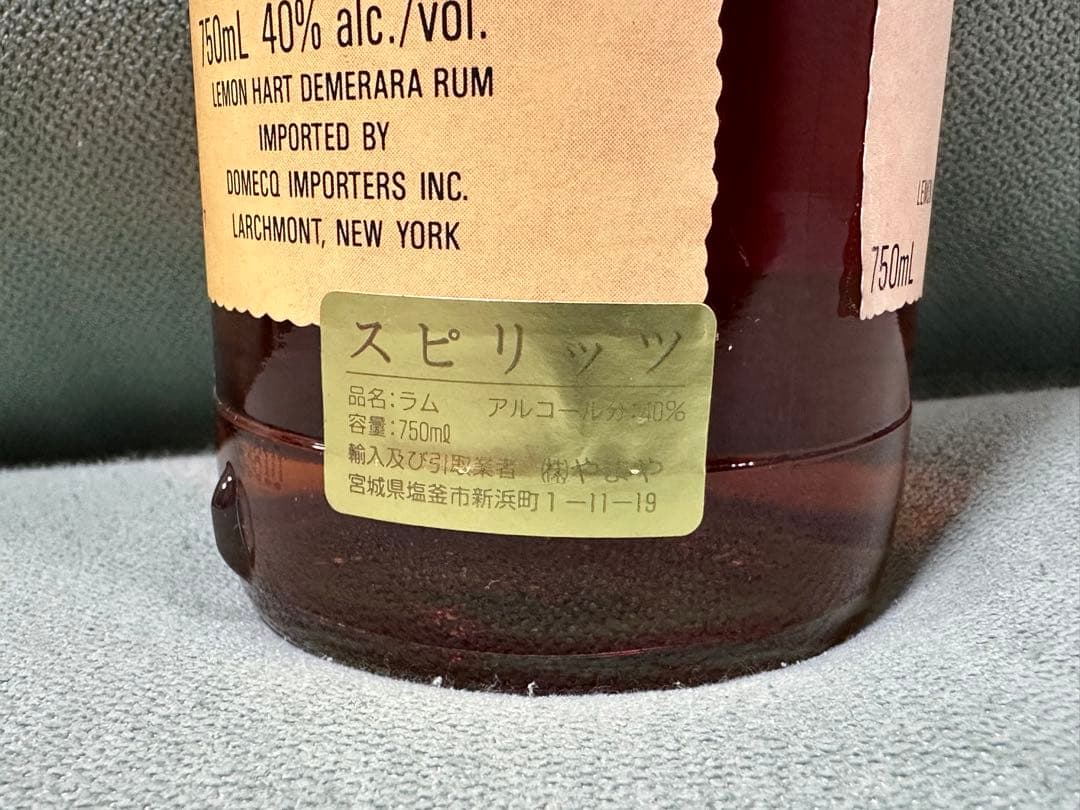 750mL 40% alc./vol.
LEMON HART DEMERARA RUM
IMPORTED BY
DOMECQ IMPORTERS INC.
LARCHMONT, NEW YORK
750mL
スピリッツ
品名:ラム アルコール分:40%
容量:750mℓ
輸入及び引取業者 (株)やまや
宮城県塩釜市新浜町1-11-19